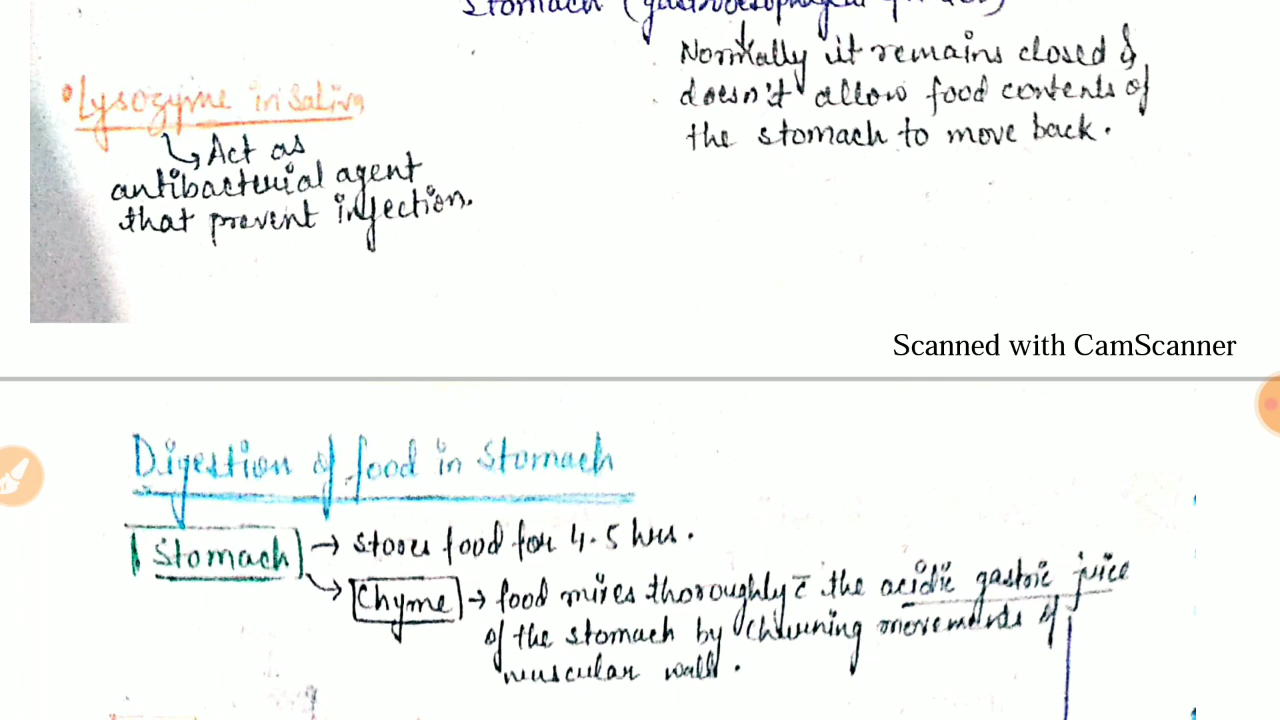 stomach (gastrooesophageal
Normally it remains closed &
doesn't allow food contents of
the stomach to move back.
• Lysozyme in Saliva
↳ Act as
antibacterial agent
that prevent infection.
Scanned with CamScanner
Digestion of food in Stomach
Stomach → stores food for 4-5 hrs.
→ Chyme → food mixes thoroughly c̄ the acidic gastric juice
of the stomach by churning movements of
muscular wall.